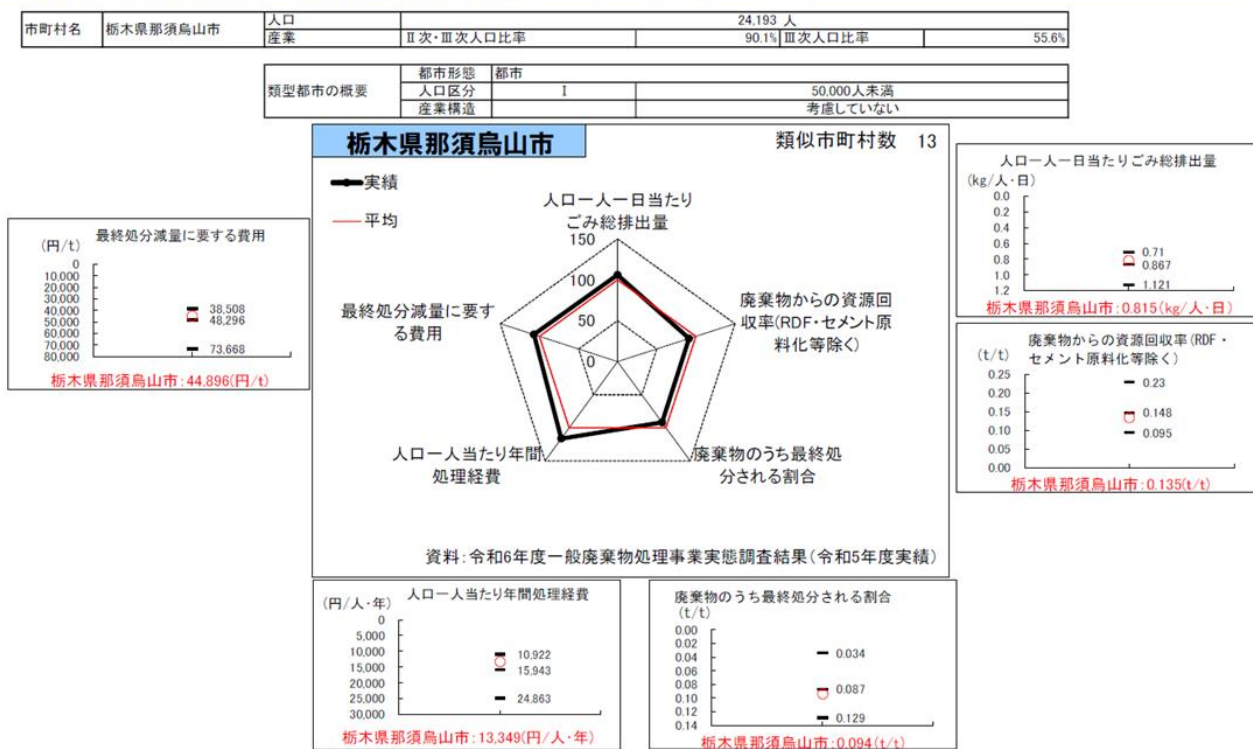 市町村名 栃木県那須烏山市 人口 24,193 人
産業 Ⅱ次・Ⅲ次人口比率 90.1% Ⅲ次人口比率 55.6%
類型都市の概要 都市形態 都市
人口区分 Ⅰ 50,000人未満
産業構造 考慮していない
栃木県那須烏山市 類似市町村数 13
実績
平均
人口一人一日当たり
ごみ総排出量
150
100
50
0
廃棄物からの資源回
収率(RDF・セメント原
料化等除く)
廃棄物のうち最終処
分される割合
人口一人当たり年間
処理経費
最終処分減量に要す
る費用
資料:令和6年度一般廃棄物処理事業実態調査結果(令和5年度実績)
最終処分減量に要する費用
(円/t)
0
10,000
20,000
30,000
40,000
50,000
60,000
70,000
80,000
38,508
48,296
73,668
栃木県那須烏山市:44,896(円/t)
人口一人一日当たりごみ総排出量
(kg/人・日)
0.0
0.2
0.4
0.6
0.8
1.0
1.2
0.71
0.867
1.121
栃木県那須烏山市:0.815(kg/人・日)
廃棄物からの資源回収率(RDF・
セメント原料化等除く)
(t/t)
0.25
0.20
0.15
0.10
0.05
0.00
0.23
0.148
0.095
栃木県那須烏山市:0.135(t/t)
人口一人当たり年間処理経費
(円/人・年)
0
5,000
10,000
15,000
20,000
25,000
30,000
10,922
15,943
24,863
栃木県那須烏山市:13,349(円/人・年)
廃棄物のうち最終処分される割合
(t/t)
0.00
0.02
0.04
0.06
0.08
0.10
0.12
0.14
0.034
0.087
0.129
栃木県那須烏山市:0.094(t/t)